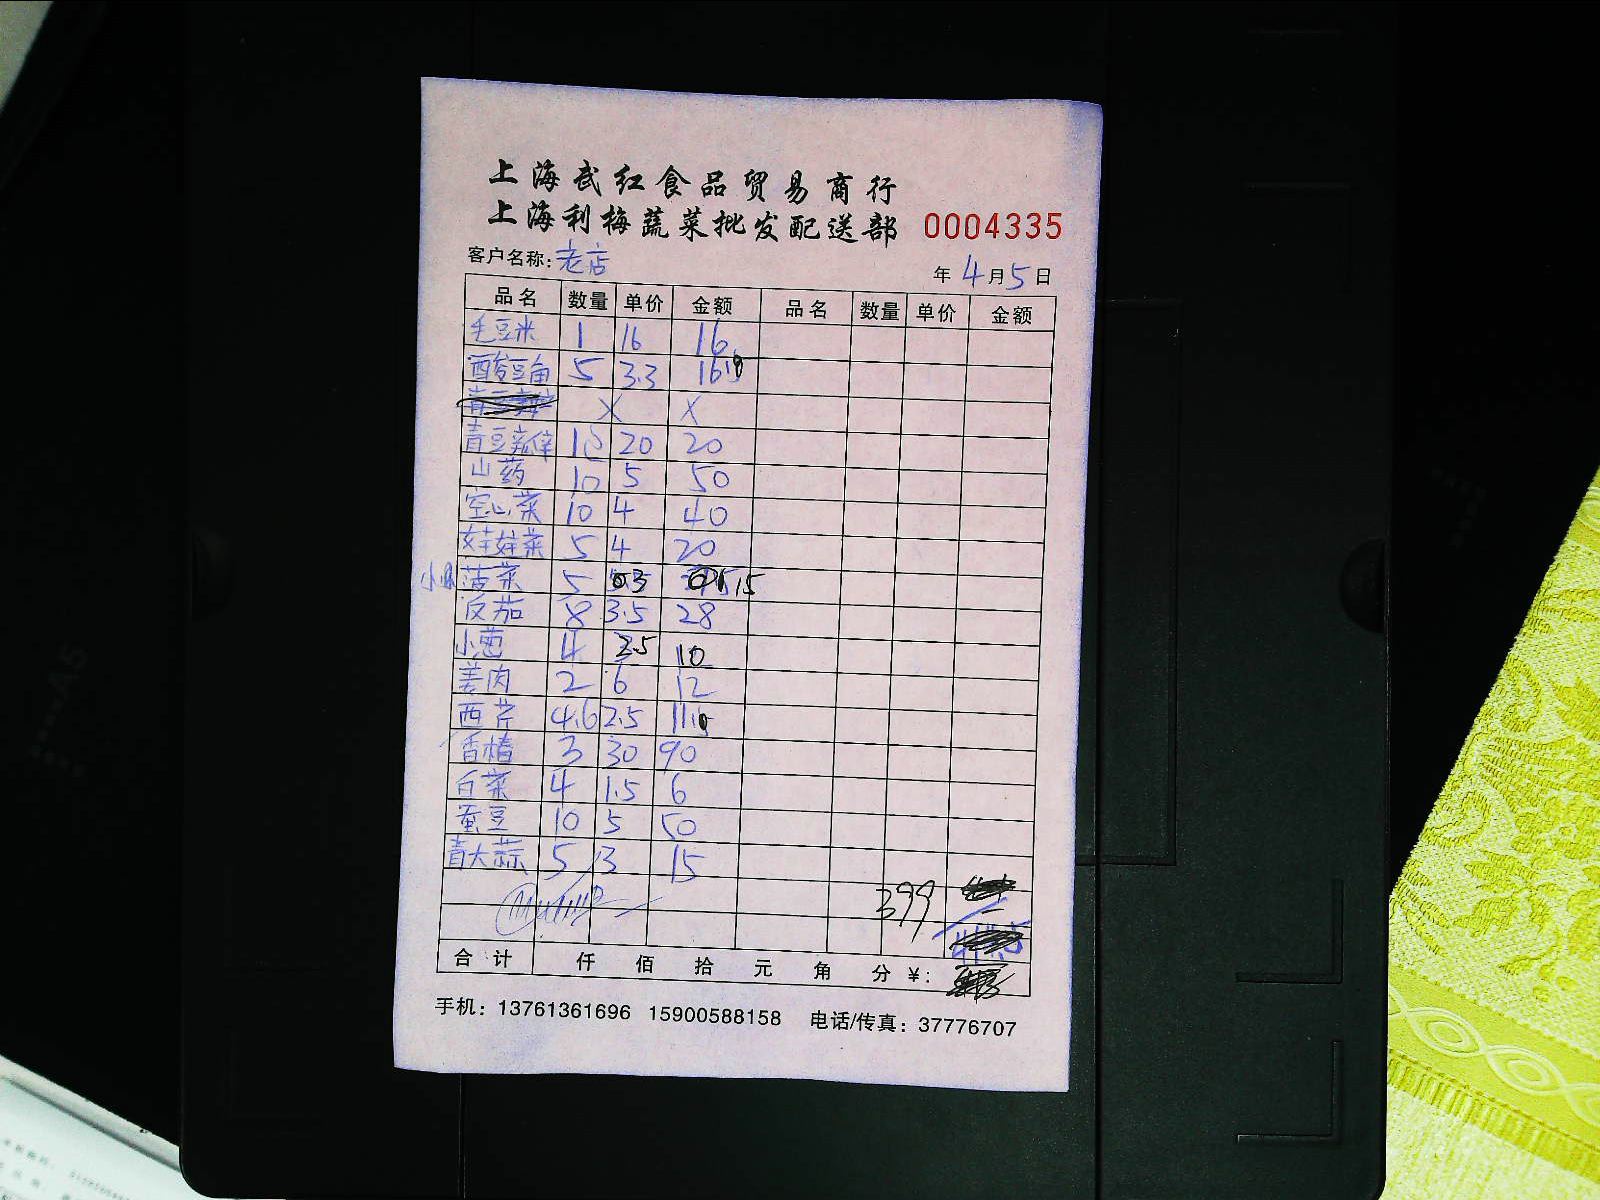 上海武红食品贸易商行
上海利梅蔬菜批发配送部 0004335
客户名称: 老店 年 4月5日
品名 数量 单价 金额 品名 数量 单价 金额
毛豆米 1 16 16
酸豆角 5 3.3 16
X X
青豆瓣 1 20 20
山药 10 5 50
空心菜 10 4 40
娃娃菜 5 4 20
菠菜 5 3 15
反茄 8 3.5 28
小葱 4 2.5 10
姜肉 2 6 12
西芹 4.6 2.5 11
香椿 3 30 90
白菜 4 1.5 6
蚕豆 10 5 50
青大蒜 5 3 15
399
合计 仟 佰 拾 元 角 分 ¥:
手机: 13761361696 15900588158 电话/传真: 37776707